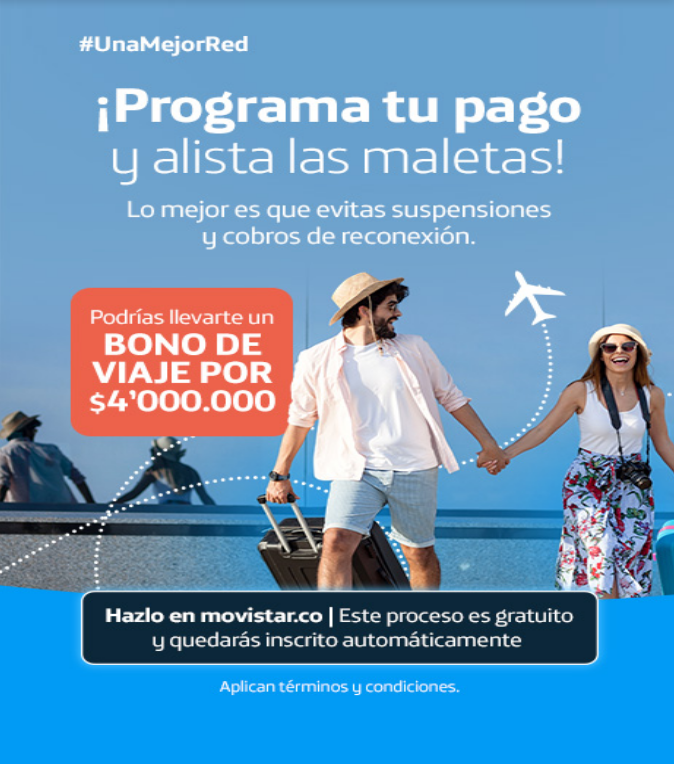 #UnaMejorRed
¡Programa tu pago
y alista las maletas!
Lo mejor es que evitas suspensiones
y cobros de reconexión.
Podrías llevarte un
BONO DE
VIAJE POR
$4'000.000
Hazlo en movistar.co | Este proceso es gratuito
y quedarás inscrito automáticamente
Aplican términos y condiciones.